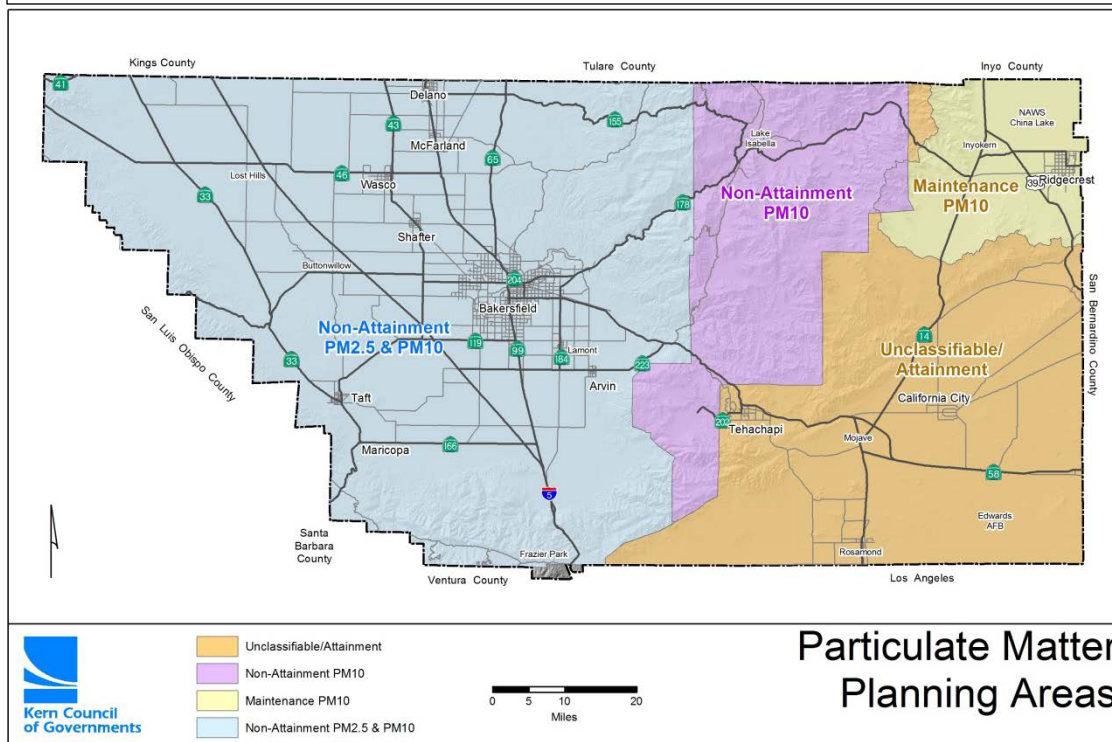 Kings County
Tulare County
Inyo County
41
Delano
43
155
NAWS
China Lake
McFarland
65
Lake
Isabella
Inyokern
Lost Hills
46
Wasco
33
178
Non-Attainment
PM10
Maintenance
PM10
395
Ridgecrest
Shafter
Buttonwillow
204
Bakersfield
San Luis Obispo County
Non-Attainment
PM2.5 & PM10
119
99
184
Lamont
223
14
San Bernardino County
Unclassifiable/
Attainment
33
Taft
Arvin
California City
202
Tehachapi
Maricopa
166
Mojave
58
5
Santa
Barbara
County
Edwards
AFB
Frazier Park
Rosamond
Ventura County
Los Angeles
Kern Council
of Governments
Unclassifiable/Attainment
Non-Attainment PM10
Maintenance PM10
Non-Attainment PM2.5 & PM10
0 5 10 20
Miles
Particulate Matter
Planning Areas